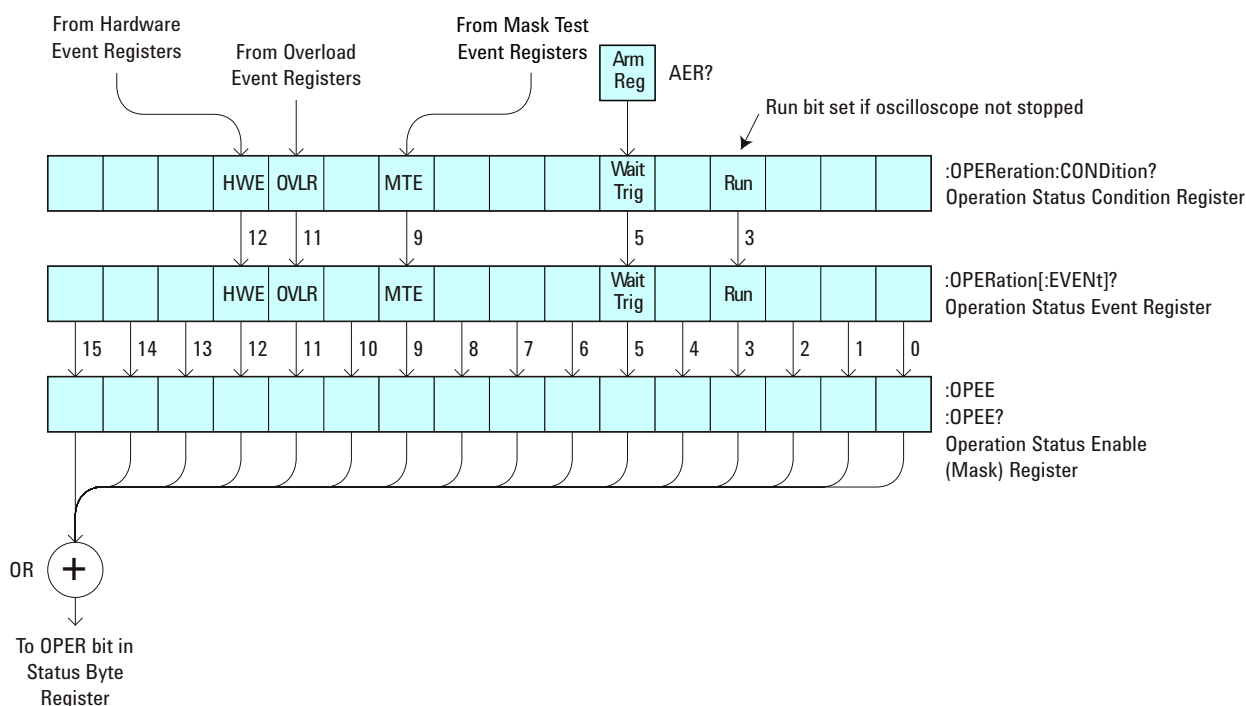 From Hardware
Event Registers
From Overload
Event Registers
From Mask Test
Event Registers
Arm
Reg
AER?
Run bit set if oscilloscope not stopped
HWE OVLR MTE Wait Trig Run
:OPEReration:CONDition?
Operation Status Condition Register
12 11 9 5 3
HWE OVLR MTE Wait Trig Run
:OPERation[:EVENt]?
Operation Status Event Register
15 14 13 12 11 10 9 8 7 6 5 4 3 2 1 0
:OPEE
:OPEE?
Operation Status Enable
(Mask) Register
OR +
To OPER bit in
Status Byte
Register